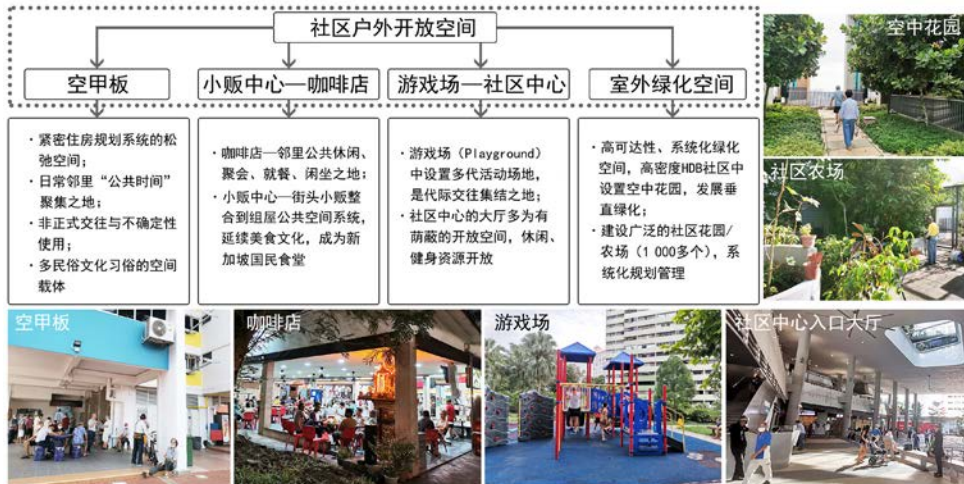 社区户外开放空间
空甲板
小贩中心—咖啡店
游戏场—社区中心
室外绿化空间
· 紧密住房规划系统的松
弛空间；
· 日常邻里“公共时间”
聚集之地；
· 非正式交往与不确定性
使用；
· 多民俗文化习俗的空间
载体
· 咖啡店—邻里公共休闲、
聚会、就餐、闲坐之地；
· 小贩中心—街头小贩整
合到组屋公共空间系统，
延续美食文化，成为新
加坡国民食堂
· 游戏场（Playground）
中设置多代活动场地，
是代际交往集结之地；
· 社区中心的大厅多为有
荫蔽的开放空间，休闲、
健身资源开放
· 高可达性、系统化绿化
空间，高密度HDB社区中
设置空中花园，发展垂
直绿化；
· 建设广泛的社区花园/
农场（1 000多个），系
统化规划管理
空中花园
社区农场
空甲板
咖啡店
游戏场
社区中心入口大厅